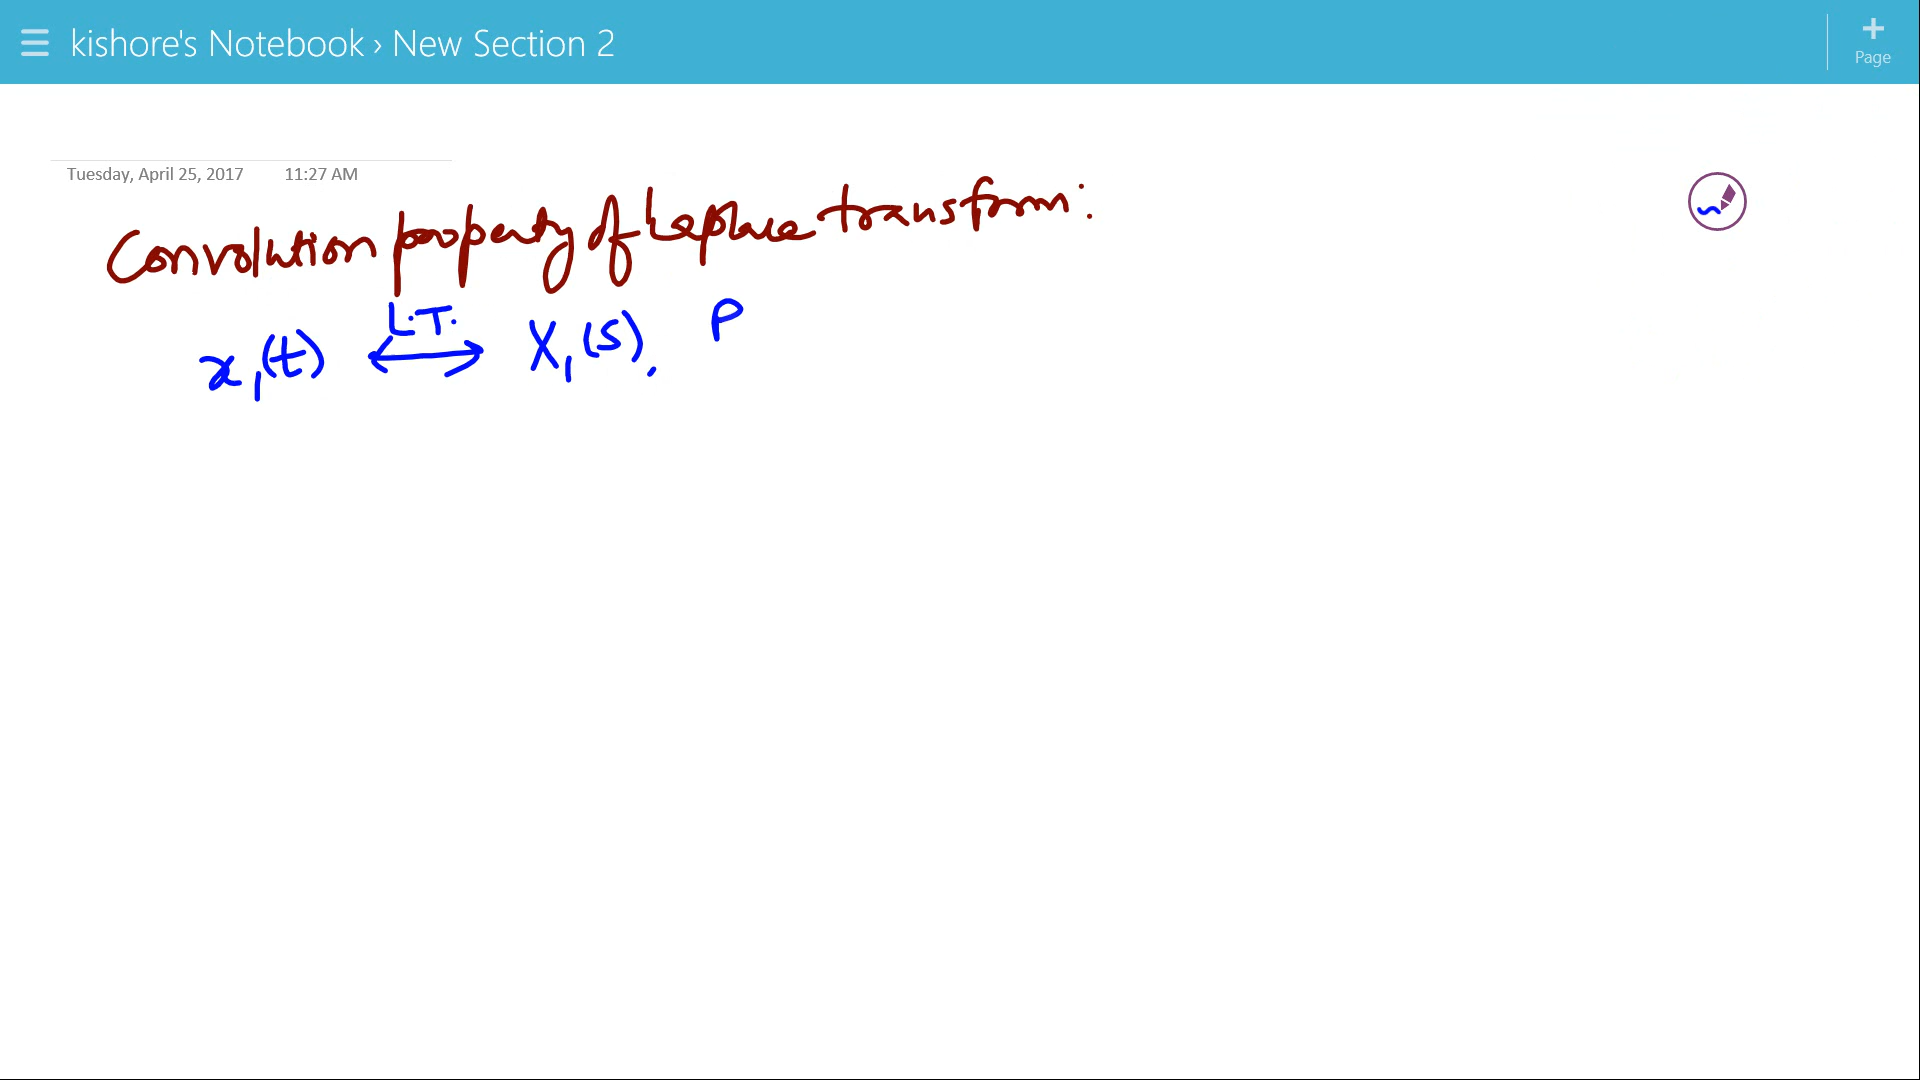 kishore's Notebook › New Section 2
+
Page
Tuesday, April 25, 2017 11:27 AM
Convolution property of Laplace transform:
x₁(t) ⟷ X₁(s), P
L.T.